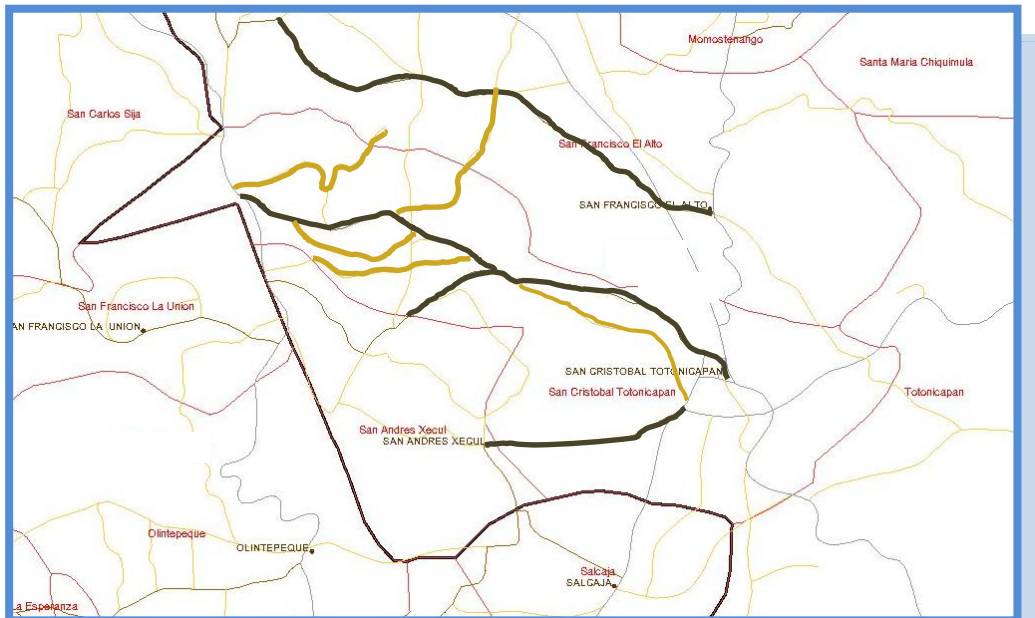 Momostenango
Santa Maria Chiquimula
San Carlos Sija
San Francisco El Alto
SAN FRANCISCO EL ALTO
San Francisco La Union
AN FRANCISCO LA UNION
SAN CRISTOBAL TOTONICAPAN
San Cristobal Totonicapan
Totonicapan
San Andres Xecul
SAN ANDRES XECUL
Olintepeque
OLINTEPEQUE
Salcaja
SALCAJA
La Esperanza